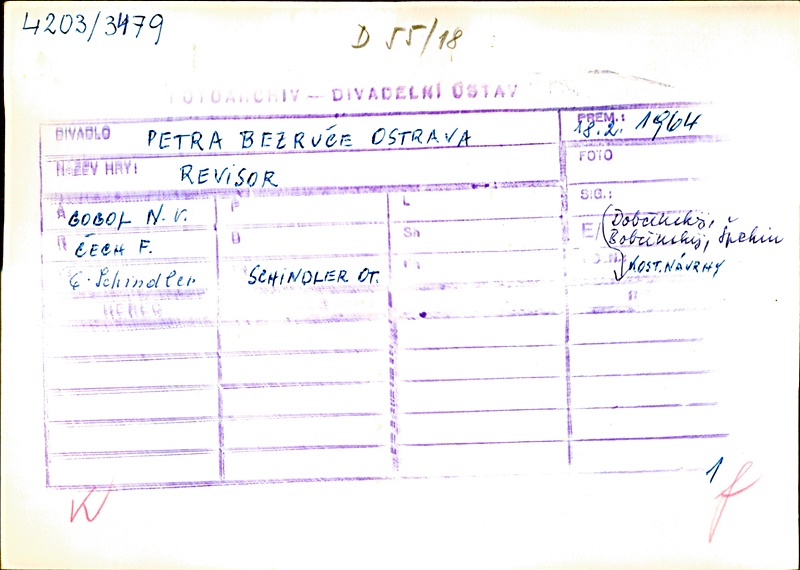 4203/3479
D 55/18
FOTOARCHIV – DIVADELNÍ ÚSTAV
DIVADLO PETRA BEZRUČE OSTRAVA
PREM.: 18.2. 1964
NÁZEV HRY: REVISOR
FOTO
A GOGOL N. V. P L SIG.:
R ČECH F. D Sh
Dobčinskij,
Bobčinskij, Špekin
Schindler SCHINDLER OT.
KOST. NÁVRHY
1
K